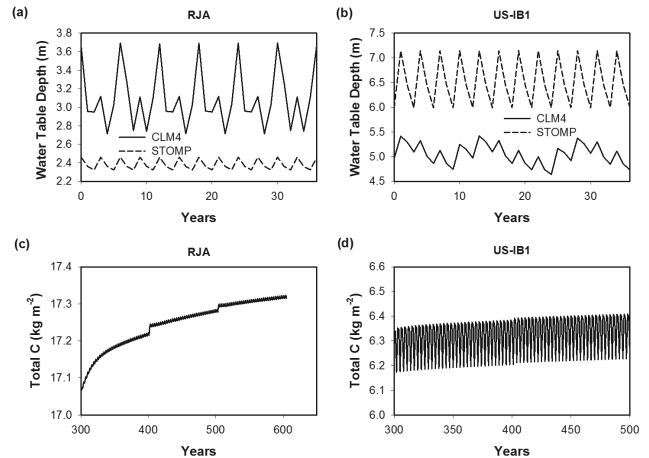 (a)
RJA
Water Table Depth (m)
3.8
3.6
3.4
3.2
3.0
2.8
2.6
2.4
2.2
CLM4
STOMP
0
10
20
30
Years
(b)
US-IB1
Water Table Depth (m)
7.5
7.0
6.5
6.0
5.5
5.0
4.5
CLM4
STOMP
0
10
20
30
Years
(c)
RJA
Total C (kg m-2)
17.4
17.3
17.2
17.1
17.0
300
400
500
600
Years
(d)
US-IB1
Total C (kg m-2)
6.6
6.5
6.4
6.3
6.2
6.1
6.0
300
350
400
450
500
Years